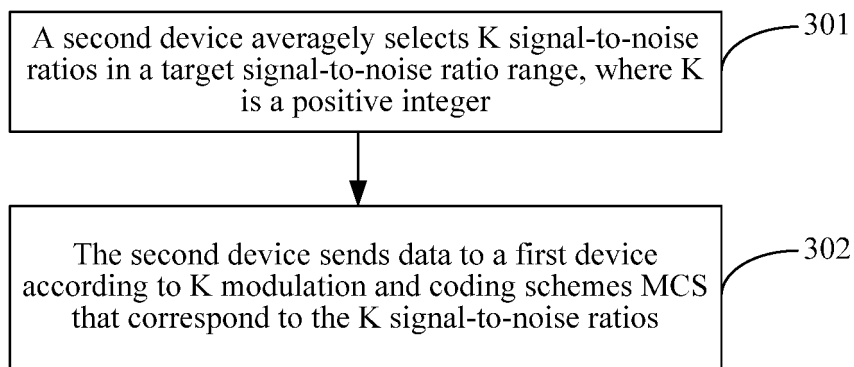 A second device averagely selects K signal-to-noise
ratios in a target signal-to-noise ratio range, where K
is a positive integer
301
The second device sends data to a first device
according to K modulation and coding schemes MCS
that correspond to the K signal-to-noise ratios
302